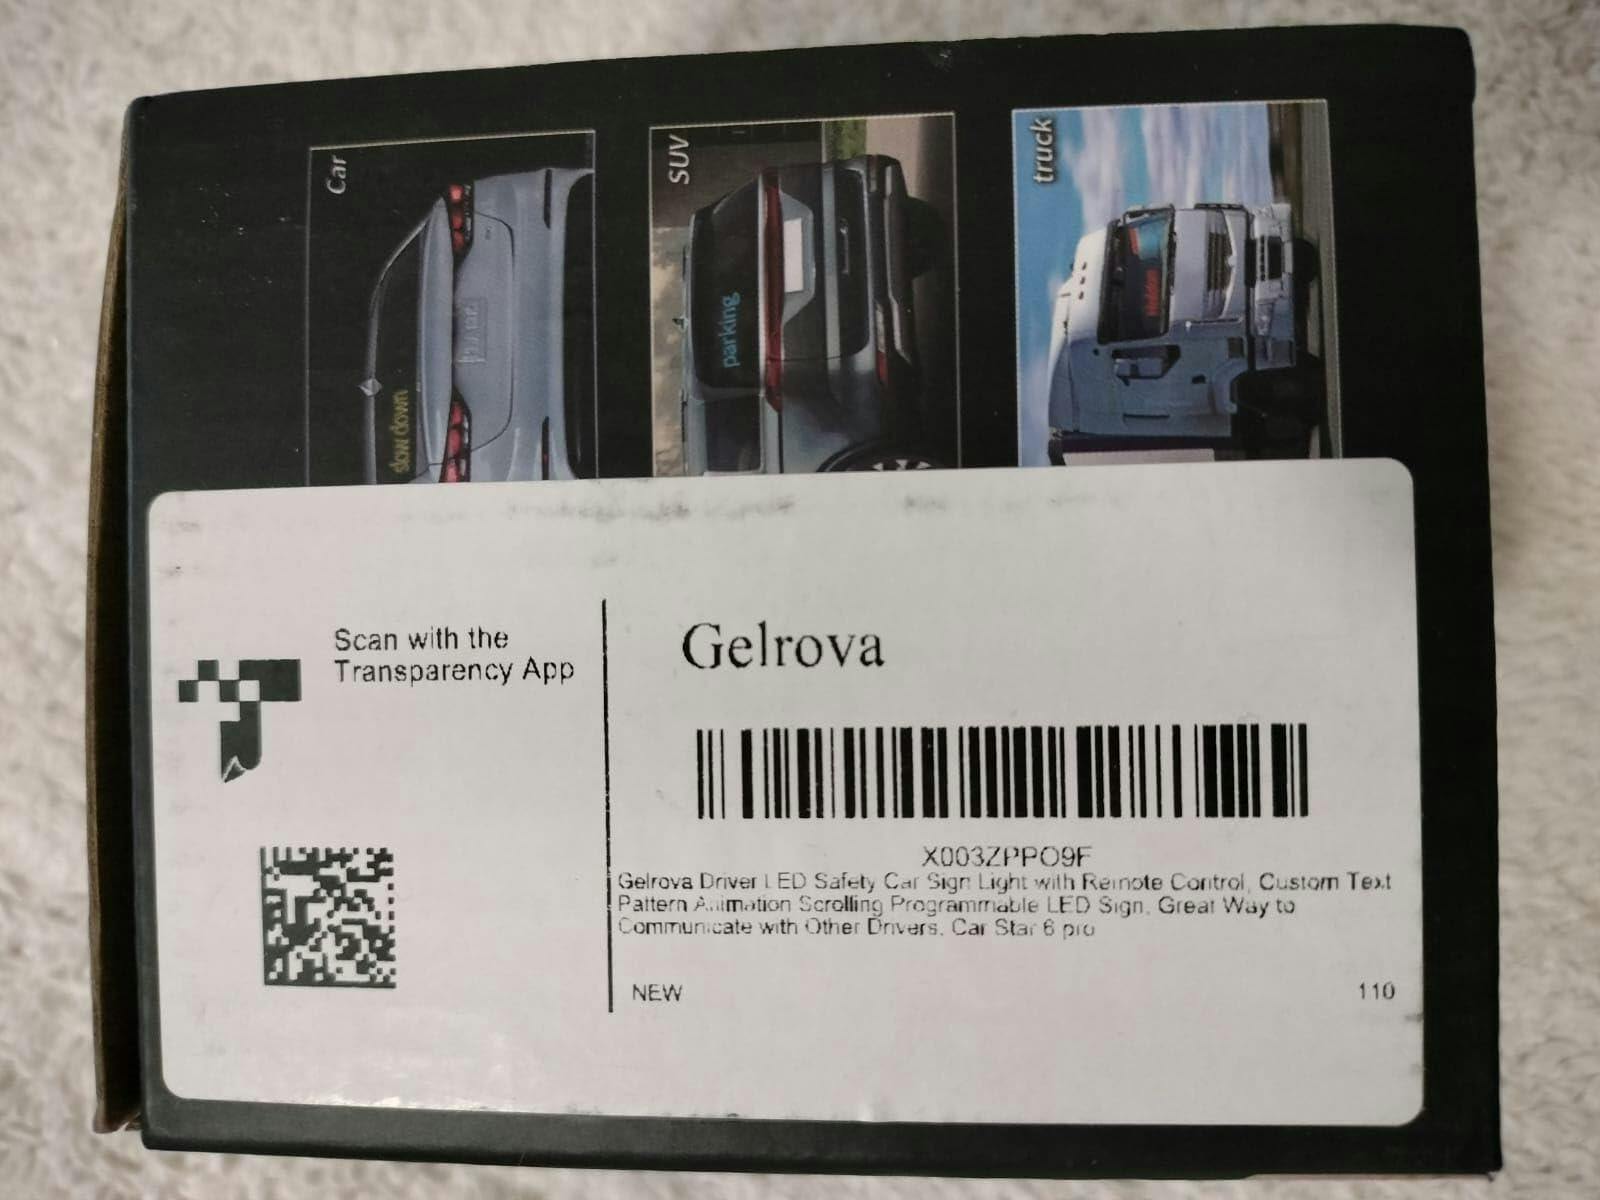 Car
SUV
truck
slow down
parking
Scan with the
Transparency App
Gelrova
X003ZPPO9F
Gelrova Driver LED Safety Car Sign Light with Remote Control, Custom Text
Pattern Animation Scrolling Programmable LED Sign, Great Way to
Communicate with Other Drivers, Car Star 6 pro
NEW
110